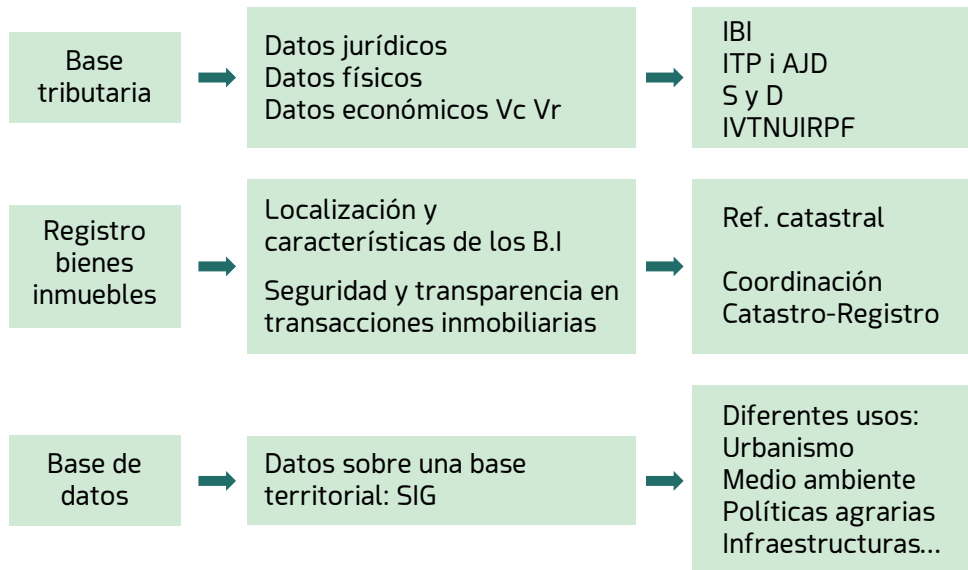 Base
tributaria
Datos jurídicos
Datos físicos
Datos económicos Vc Vr
IBI
ITP i AJD
S y D
IVTNUIRPF
Registro
bienes
inmuebles
Localización y
características de los B.I
Seguridad y transparencia en
transacciones inmobiliarias
Ref. catastral
Coordinación
Catastro-Registro
Base de
datos
Datos sobre una base
territorial: SIG
Diferentes usos:
Urbanismo
Medio ambiente
Políticas agrarias
Infraestructuras...